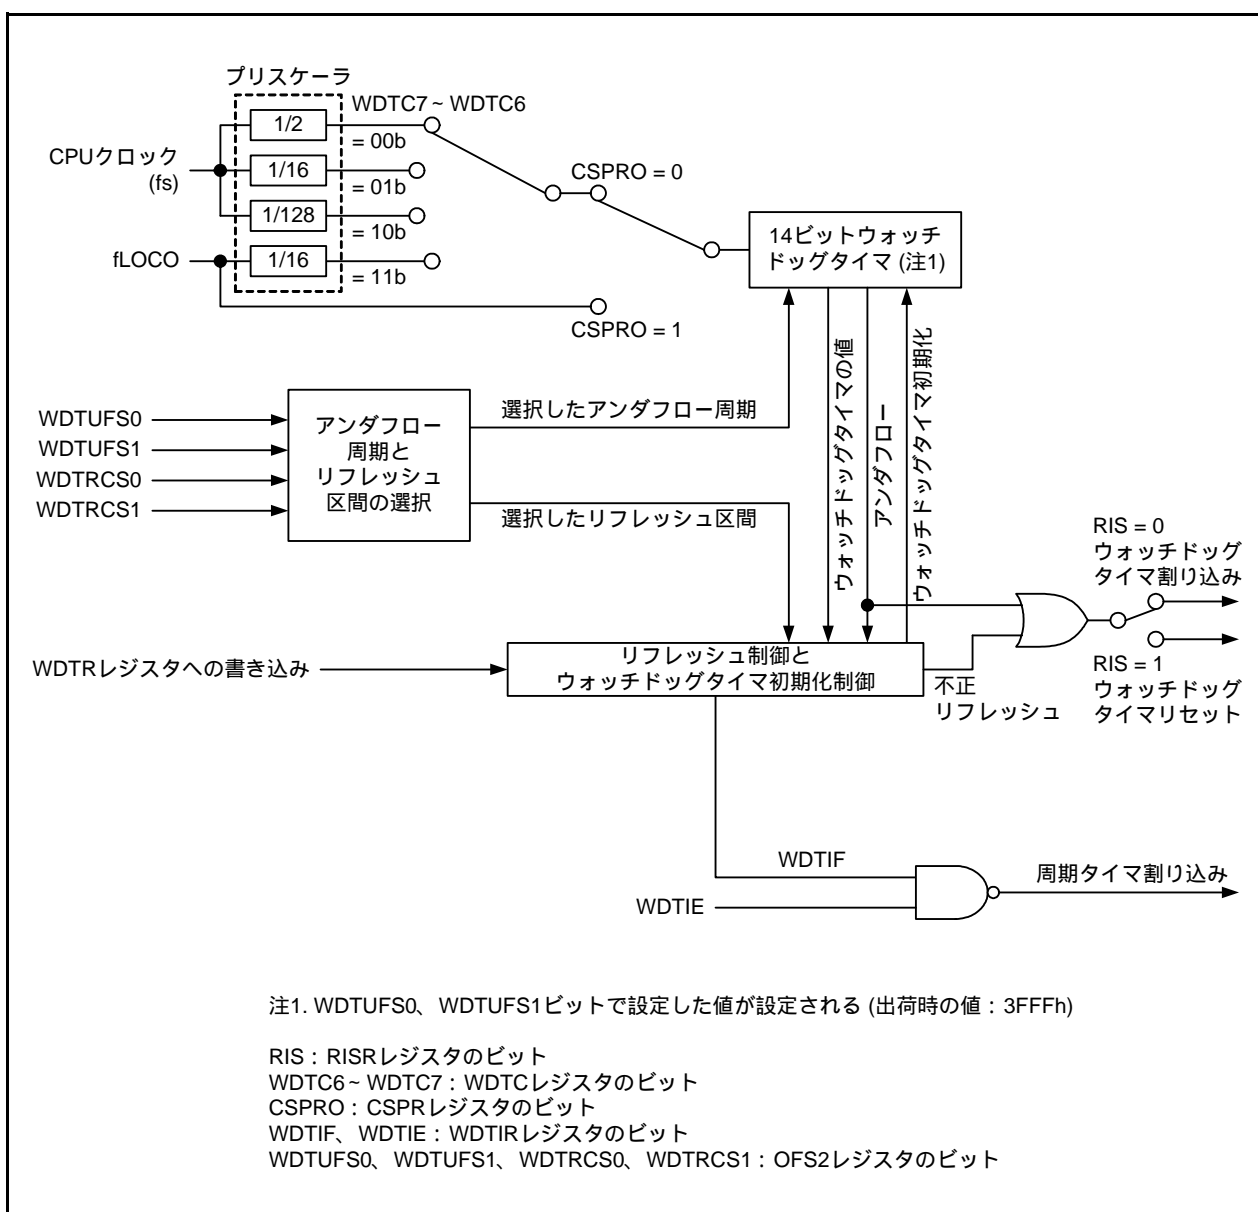 プリスケーラ
WDTC7~WDTC6
1/2
= 00b
CPUクロック
(fs)
1/16
= 01b
CSPRO = 0
1/128
= 10b
fLOCO
1/16
= 11b
CSPRO = 1
14ビットウォッチ
ドッグタイマ (注1)
WDTUFS0
WDTUFS1
WDTRCS0
WDTRCS1
アンダフロー
周期と
リフレッシュ
区間の選択
選択したアンダフロー周期
選択したリフレッシュ区間
ウォッチドッグタイマの値
アンダフロー
ウォッチドッグタイマ初期化
RIS = 0
ウォッチドッグ
タイマ割り込み
RIS = 1
ウォッチドッグ
タイマリセット
WDTRレジスタへの書き込み
リフレッシュ制御と
ウォッチドッグタイマ初期化制御
不正
リフレッシュ
WDTIF
WDTIE
周期タイマ割り込み
注1. WDTUFS0、WDTUFS1ビットで設定した値が設定される (出荷時の値:3FFFh)
RIS:RISRレジスタのビット
WDTC6~WDTC7:WDTCレジスタのビット
CSPRO:CSPRレジスタのビット
WDTIF、WDTIE:WDTIRレジスタのビット
WDTUFS0、WDTUFS1、WDTRCS0、WDTRCS1:OFS2レジスタのビット